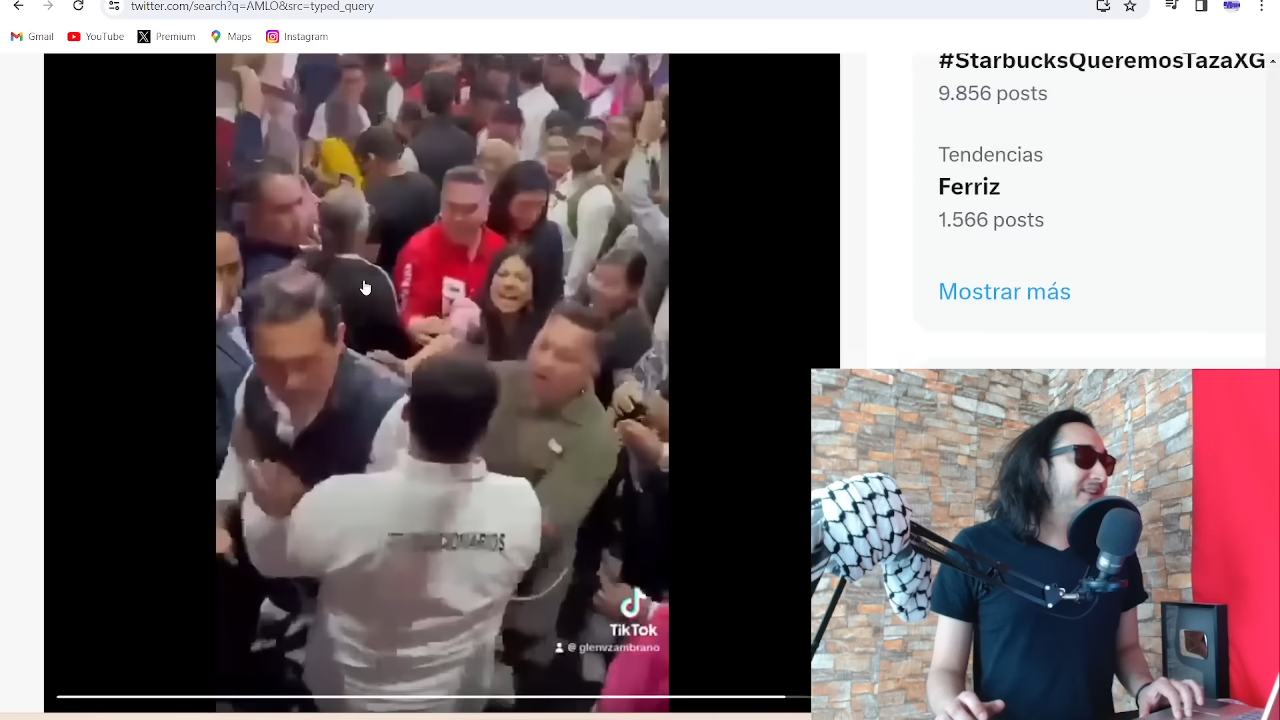 twitter.com/search?q=AMLO&src=typed_query
Gmail
YouTube
Premium
Maps
Instagram
#StarbucksQueremosTazaXG
9.856 posts
Tendencias
Ferriz
1.566 posts
Mostrar más
TikTok
@glenvzambrano